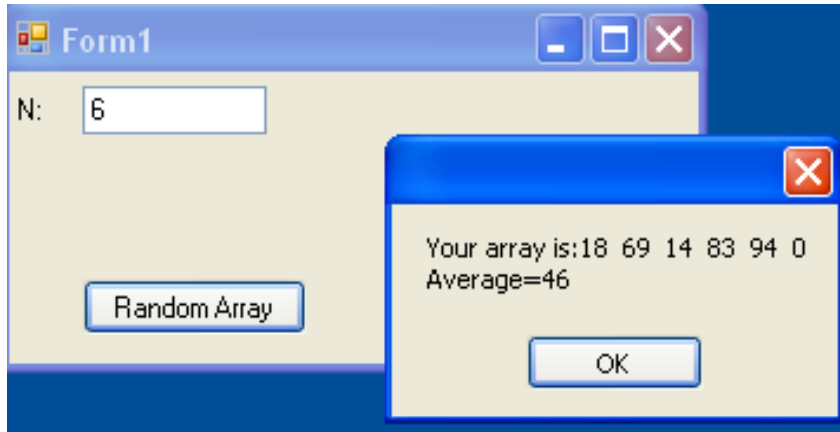 Form1
N: 6
Your array is:18 69 14 83 94 0
Average=46
Random Array
OK